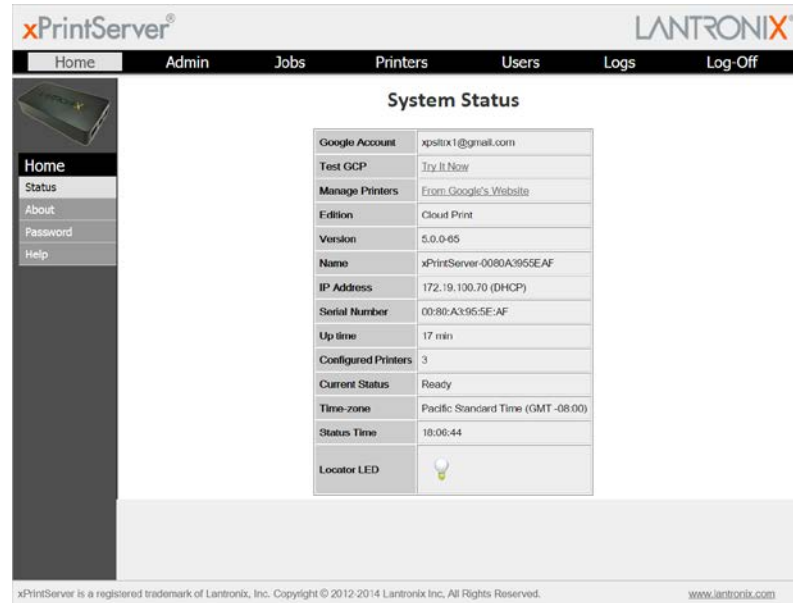 xPrintServer®
LANTRONIX®
Home Admin Jobs Printers Users Logs Log-Off
LANTRONIX
Home
Status
About
Password
Help
System Status
Google Account xpsltrx1@gmail.com
Test GCP Try It Now
Manage Printers From Google's Website
Edition Cloud Print
Version 5.0.0-65
Name xPrintServer-0080A3955EAF
IP Address 172.19.100.70 (DHCP)
Serial Number 00:80:A3:95:5E:AF
Up time 17 min
Configured Printers 3
Current Status Ready
Time-zone Pacific Standard Time (GMT -08:00)
Status Time 18:06:44
Locator LED
xPrintServer is a registered trademark of Lantronix, Inc. Copyright © 2012-2014 Lantronix Inc, All Rights Reserved.
www.lantronix.com